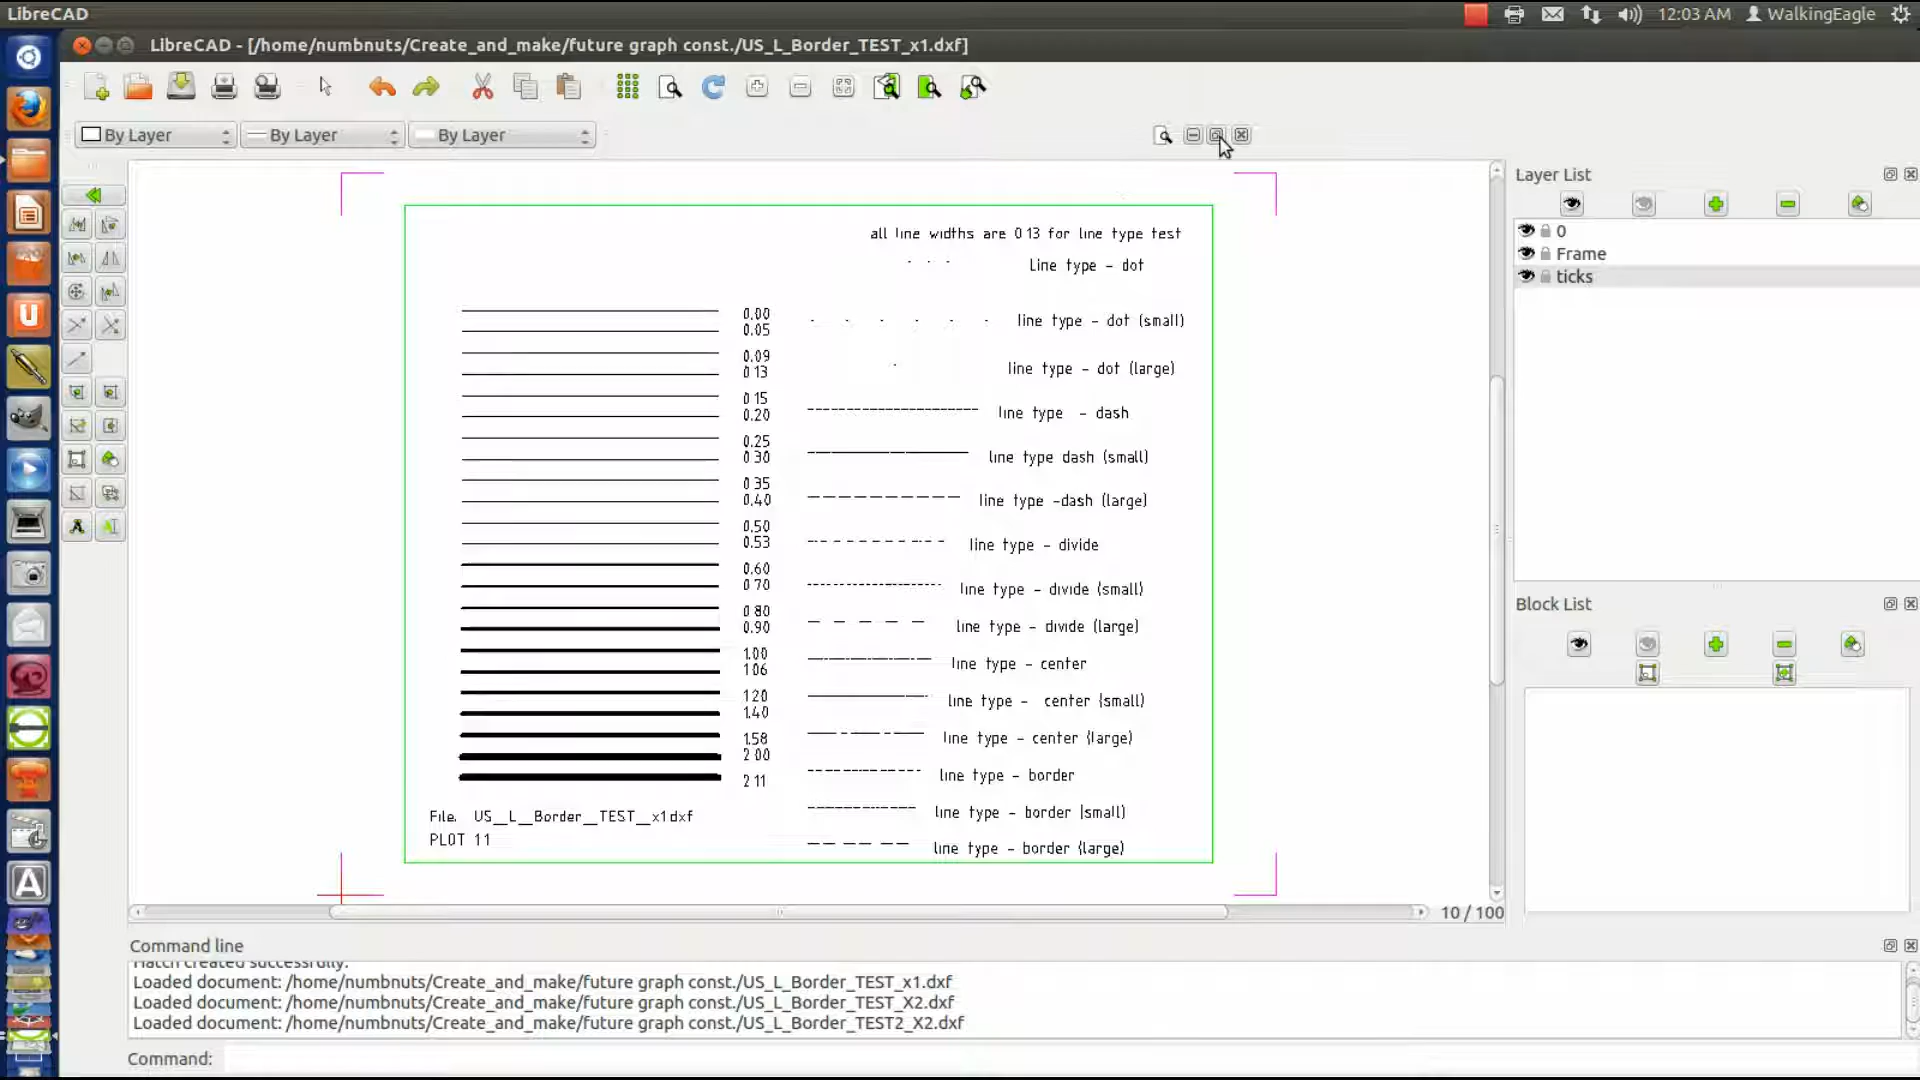 LibreCAD
12:03 AM WalkingEagle
LibreCAD - [/home/numbnuts/Create_and_make/future graph const./US_L_Border_TEST_x1.dxf]
By Layer By Layer By Layer
Layer List
0
Frame
ticks
Block List
all line widths are 0.13 for line type test
Line type - dot
line type - dot (small)
line type - dot (large)
line type - dash
line type dash (small)
line type -dash (large)
line type - divide
line type - divide (small)
line type - divide (large)
line type - center
line type - center (small)
line type - center (large)
line type - border
line type - border (small)
line type - border (large)
0.00
0.05
0.09
0.13
0.15
0.20
0.25
0.30
0.35
0.40
0.50
0.53
0.60
0.70
0.80
0.90
1.00
1.06
1.20
1.40
1.58
2.00
2.11
File. US__L__Border__TEST__x1.dxf
PLOT 1:1
10 / 100
Command line
Hatch created successfully.
Loaded document: /home/numbnuts/Create_and_make/future graph const./US_L_Border_TEST_x1.dxf
Loaded document: /home/numbnuts/Create_and_make/future graph const./US_L_Border_TEST_X2.dxf
Loaded document: /home/numbnuts/Create_and_make/future graph const./US_L_Border_TEST2_X2.dxf
Command: